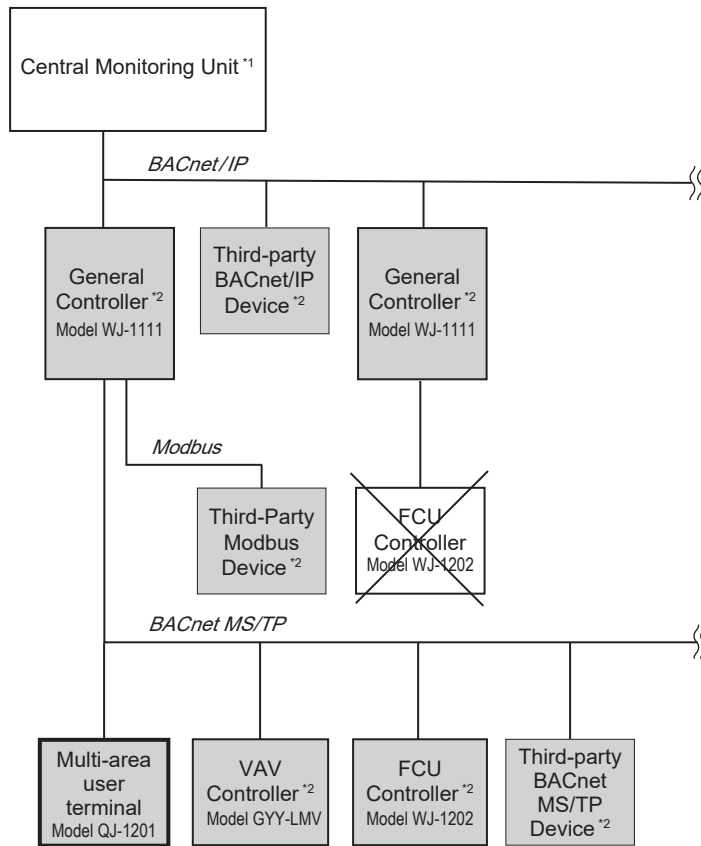 Central Monitoring Unit *1
BACnet/IP
General
Controller *2
Model WJ-1111
Third-party
BACnet/IP
Device *2
General
Controller *2
Model WJ-1111
Modbus
Third-Party
Modbus
Device *2
FCU
Controller
Model WJ-1202
BACnet MS/TP
Multi-area
user
terminal
Model QJ-1201
VAV
Controller *2
Model GYY-LMV
FCU
Controller *2
Model WJ-1202
Third-party
BACnet
MS/TP
Device *2